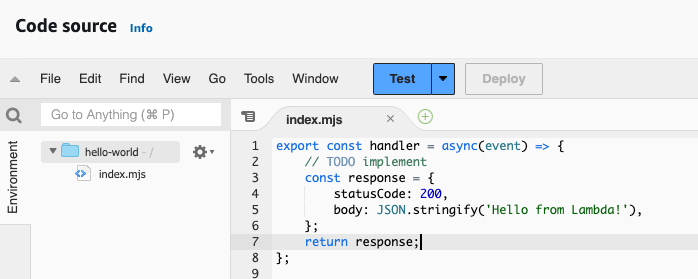 Code source Info
File Edit Find View Go Tools Window Test Deploy
Go to Anything (⌘ P) index.mjs
Environment
hello-world - /
index.mjs
1 export const handler = async(event) => {
2 // TODO implement
3 const response = {
4 statusCode: 200,
5 body: JSON.stringify('Hello from Lambda!'),
6 };
7 return response;
8 };
9